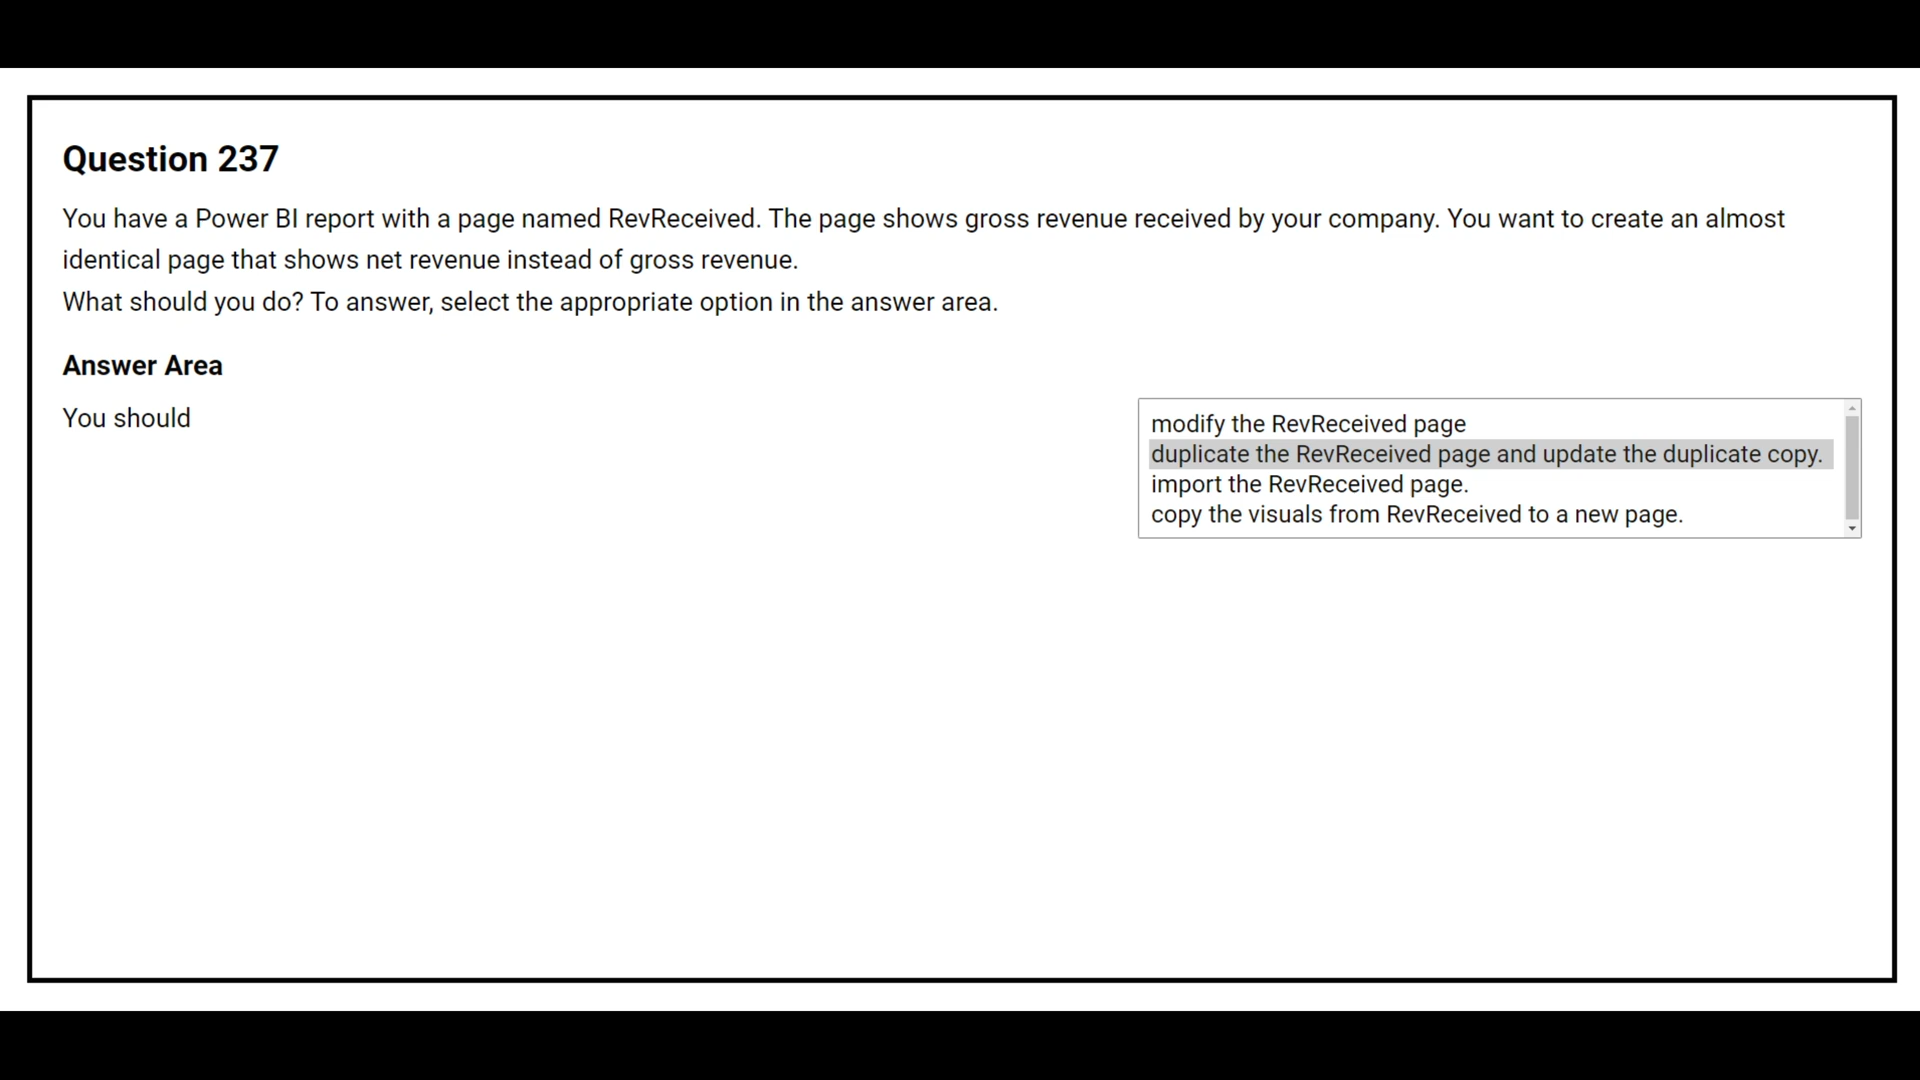 Question 237
You have a Power BI report with a page named RevReceived. The page shows gross revenue received by your company. You want to create an almost
identical page that shows net revenue instead of gross revenue.
What should you do? To answer, select the appropriate option in the answer area.
Answer Area
You should
modify the RevReceived page
duplicate the RevReceived page and update the duplicate copy.
import the RevReceived page.
copy the visuals from RevReceived to a new page.